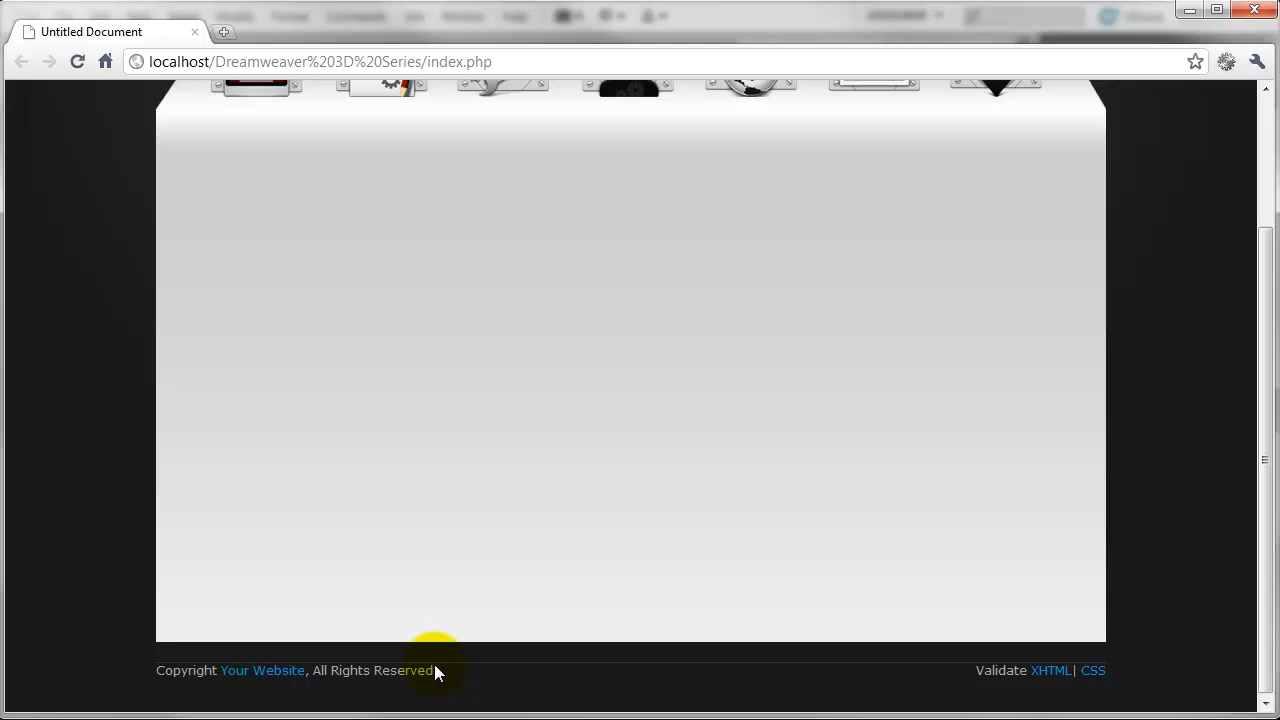 Untitled Document
localhost/Dreamweaver%203D%20Series/index.php
Copyright Your Website, All Rights Reserved
Validate XHTML| CSS